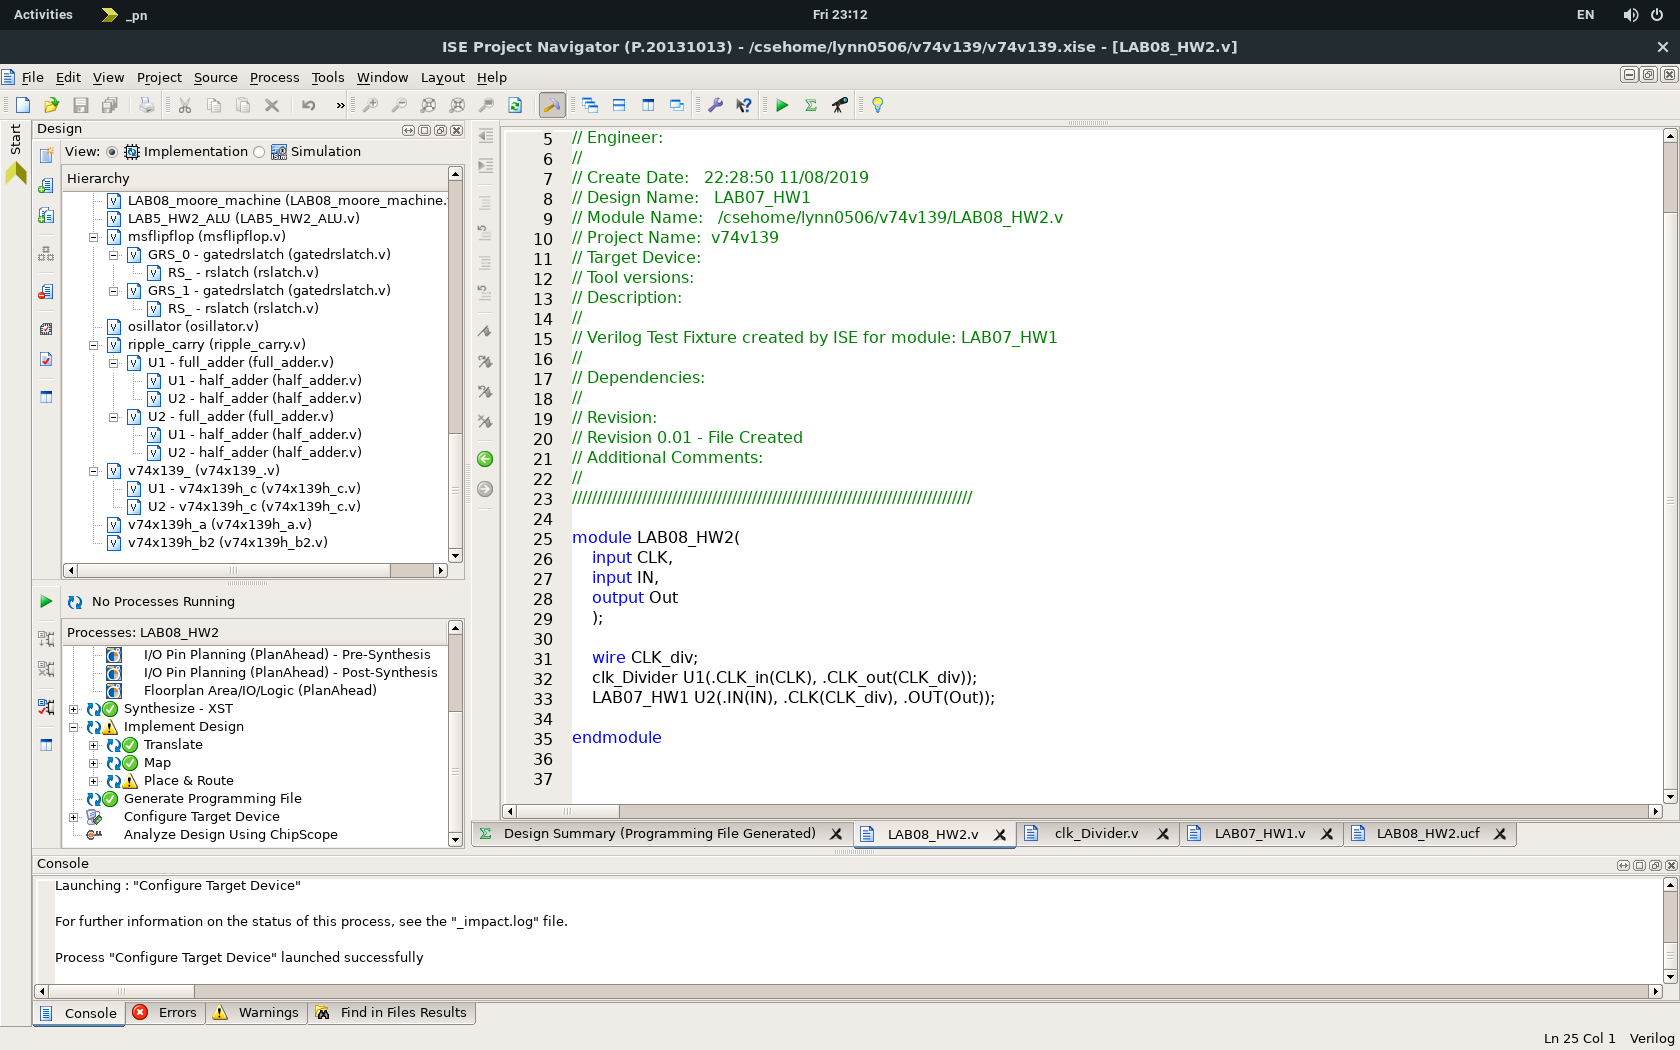 Activities
_pn
Fri 23:12
EN
ISE Project Navigator (P.20131013) - /csehome/lynn0506/v74v139/v74v139.xise - [LAB08_HW2.v]
File Edit View Project Source Process Tools Window Layout Help
Start
Design
View: Implementation Simulation
Hierarchy
LAB08_moore_machine (LAB08_moore_machine.
LAB5_HW2_ALU (LAB5_HW2_ALU.v)
msflipflop (msflipflop.v)
GRS_0 - gatedrslatch (gatedrslatch.v)
RS_ - rslatch (rslatch.v)
GRS_1 - gatedrslatch (gatedrslatch.v)
RS_ - rslatch (rslatch.v)
osillator (osillator.v)
ripple_carry (ripple_carry.v)
U1 - full_adder (full_adder.v)
U1 - half_adder (half_adder.v)
U2 - half_adder (half_adder.v)
U2 - full_adder (full_adder.v)
U1 - half_adder (half_adder.v)
U2 - half_adder (half_adder.v)
v74x139_ (v74x139_.v)
U1 - v74x139h_c (v74x139h_c.v)
U2 - v74x139h_c (v74x139h_c.v)
v74x139h_a (v74x139h_a.v)
v74x139h_b2 (v74x139h_b2.v)
No Processes Running
Processes: LAB08_HW2
I/O Pin Planning (PlanAhead) - Pre-Synthesis
I/O Pin Planning (PlanAhead) - Post-Synthesis
Floorplan Area/IO/Logic (PlanAhead)
Synthesize - XST
Implement Design
Translate
Map
Place & Route
Generate Programming File
Configure Target Device
Analyze Design Using ChipScope
5 // Engineer:
6 //
7 // Create Date:   22:28:50 11/08/2019
8 // Design Name:   LAB07_HW1
9 // Module Name:   /csehome/lynn0506/v74v139/LAB08_HW2.v
10 // Project Name:  v74v139
11 // Target Device:
12 // Tool versions:
13 // Description:
14 //
15 // Verilog Test Fixture created by ISE for module: LAB07_HW1
16 //
17 // Dependencies:
18 //
19 // Revision:
20 // Revision 0.01 - File Created
21 // Additional Comments:
22 //
23 ////////////////////////////////////////////////////////////////////////////////
24
25 module LAB08_HW2(
26 input CLK,
27 input IN,
28 output Out
29 );
30
31 wire CLK_div;
32 clk_Divider U1(.CLK_in(CLK), .CLK_out(CLK_div));
33 LAB07_HW1 U2(.IN(IN), .CLK(CLK_div), .OUT(Out));
34
35 endmodule
36
37
Design Summary (Programming File Generated) LAB08_HW2.v clk_Divider.v LAB07_HW1.v LAB08_HW2.ucf
Console
Launching : "Configure Target Device"
For further information on the status of this process, see the "_impact.log" file.
Process "Configure Target Device" launched successfully
Console Errors Warnings Find in Files Results
Ln 25 Col 1 Verilog